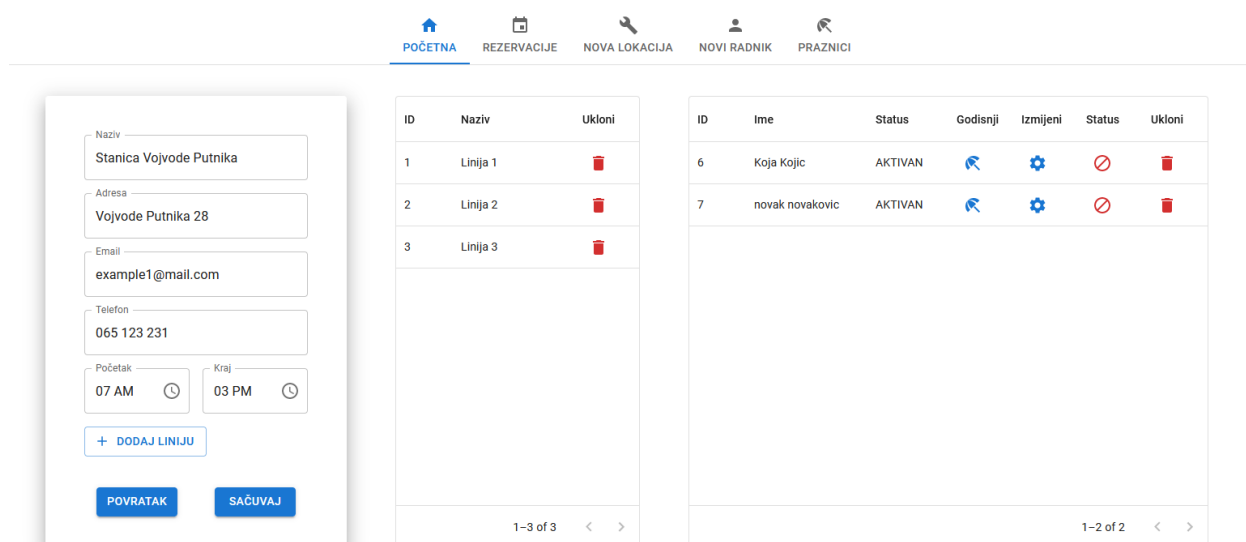 POČETNA REZERVACIJE NOVA LOKACIJA NOVI RADNIK PRAZNICI
Naziv
Stanica Vojvode Putnika
Adresa
Vojvode Putnika 28
Email
example1@mail.com
Telefon
065 123 231
Početak Kraj
07 AM 03 PM
+ DODAJ LINIJU
POVRATAK SAČUVAJ
ID Naziv Ukloni
1 Linija 1
2 Linija 2
3 Linija 3
1–3 of 3
ID Ime Status Godisnji Izmijeni Status Ukloni
6 Koja Kojic AKTIVAN
7 novak novakovic AKTIVAN
1–2 of 2